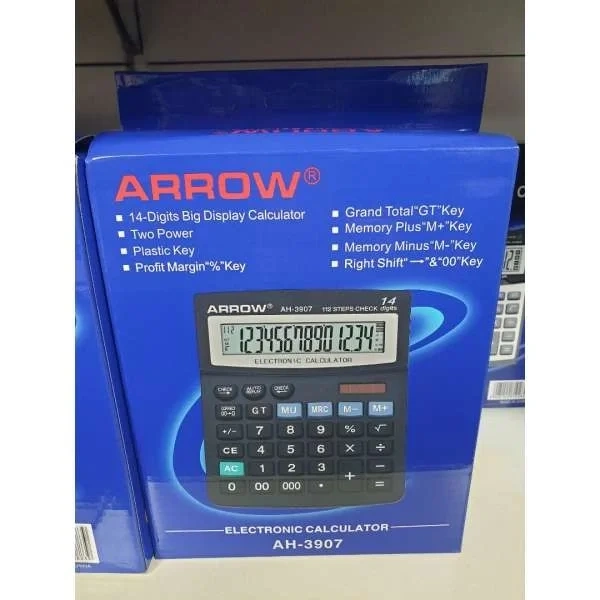 ARROW®
14-Digits Big Display Calculator
Two Power
Plastic Key
Profit Margin"%"Key
Grand Total"GT"Key
Memory Plus"M+"Key
Memory Minus"M-"Key
Right Shift"→"&"00"Key
ARROW® AH-3907 112 STEPS CHECK 14 digits
112
12345678901234
ELECTRONIC CALCULATOR
CHECK AUTO REPLAY CHECK
CORRECT GT MU MRC M- M+
+/- 7 8 9 % √
CE 4 5 6 × ÷
AC 1 2 3 + -
0 00 000 • =
ELECTRONIC CALCULATOR
AH-3907